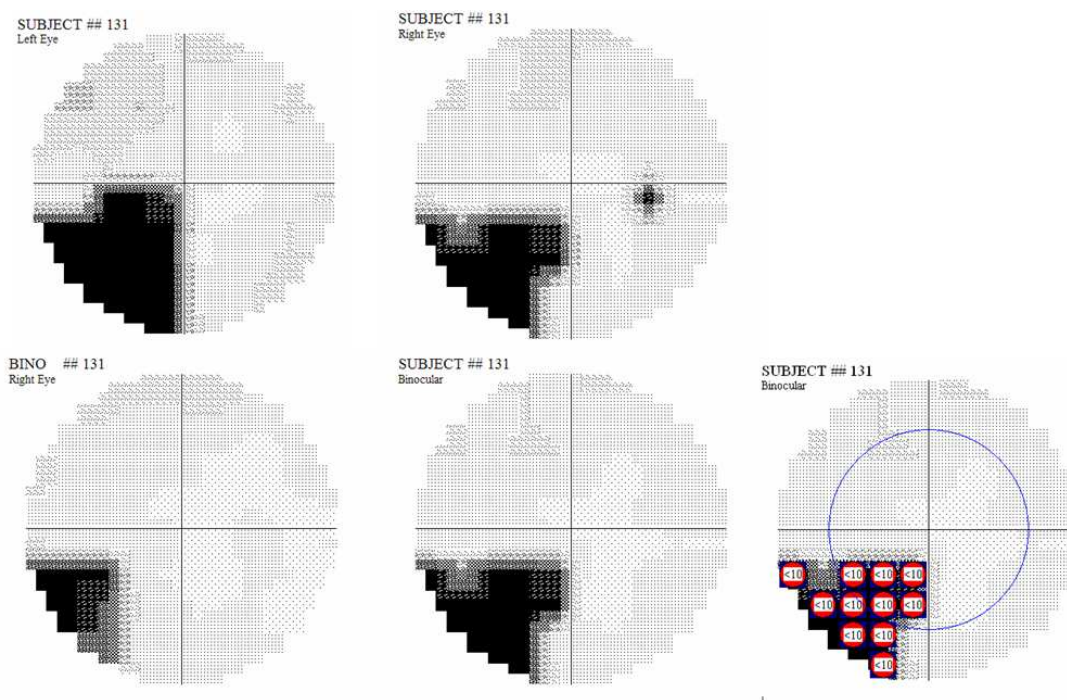 SUBJECT ## 131
Left Eye
SUBJECT ## 131
Right Eye
BINO ## 131
Right Eye
SUBJECT ## 131
Binocular
SUBJECT ## 131
Binocular
<10 <10 <10 <10
<10 <10 <10 <10
<10 <10
<10